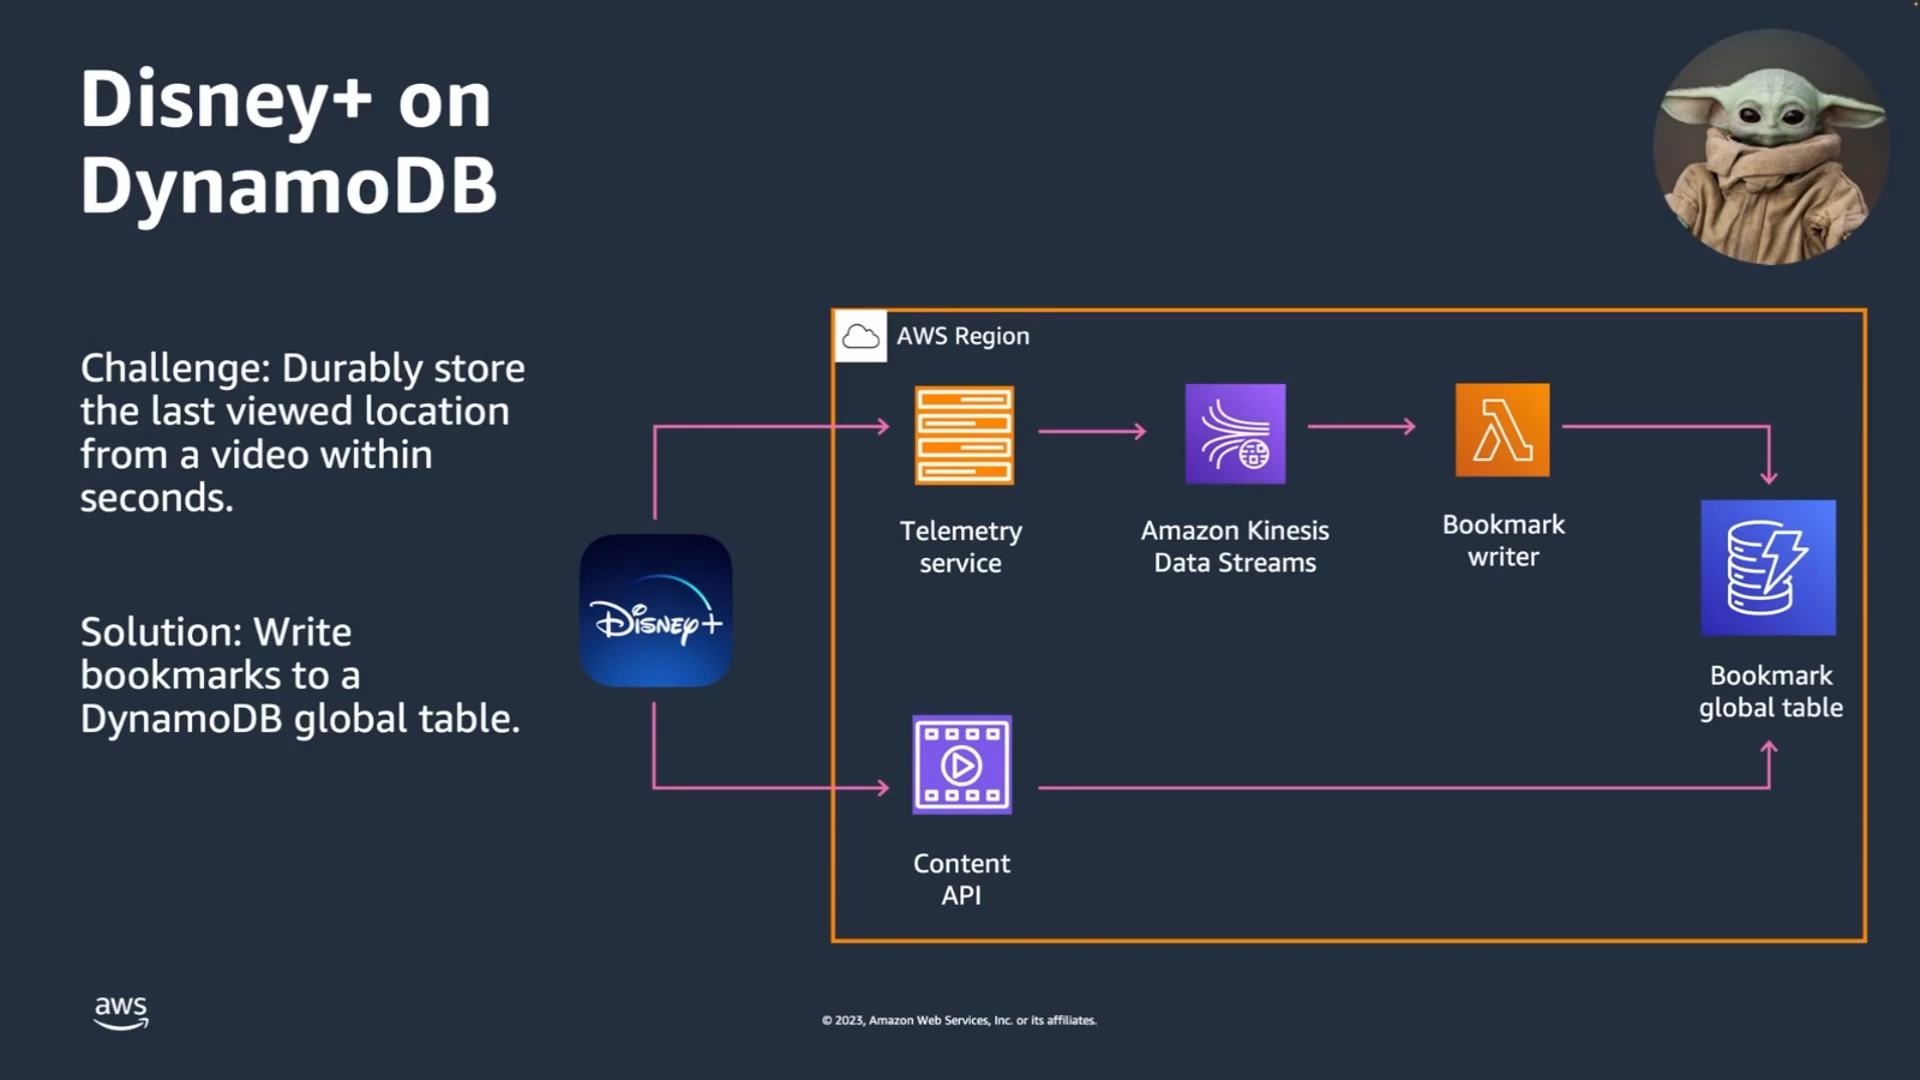 Disney+ on
DynamoDB
Challenge: Durably store
the last viewed location
from a video within
seconds.
Solution: Write
bookmarks to a
DynamoDB global table.
Disney+
AWS Region
Telemetry
service
Amazon Kinesis
Data Streams
Bookmark
writer
Bookmark
global table
Content
API
aws
© 2023, Amazon Web Services, Inc. or its affiliates.